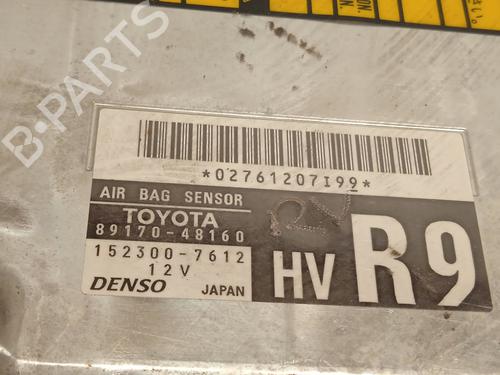 *02761207I99*
AIR BAG SENSOR
TOYOTA
89170-48160
152300-7612
12V
DENSO JAPAN
HV R9
B-PARTS